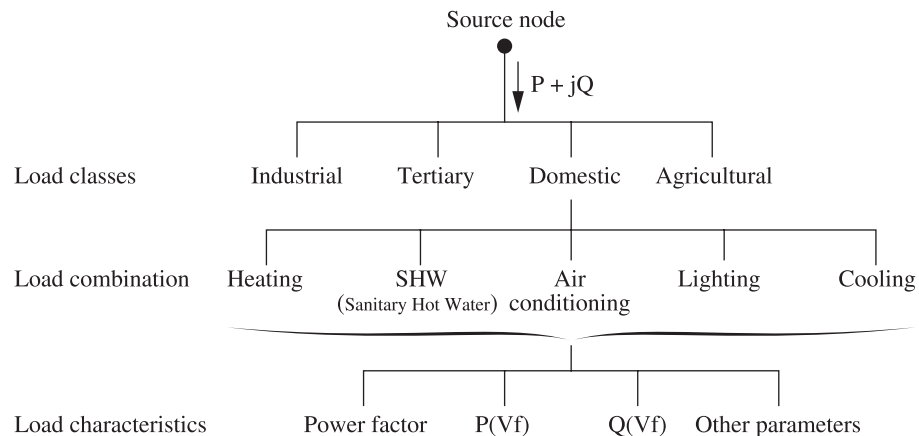 Source node
P + jQ
Load classes Industrial Tertiary Domestic Agricultural
Load combination Heating SHW Air Lighting Cooling
(Sanitary Hot Water) conditioning
Load characteristics Power factor P(Vf) Q(Vf) Other parameters